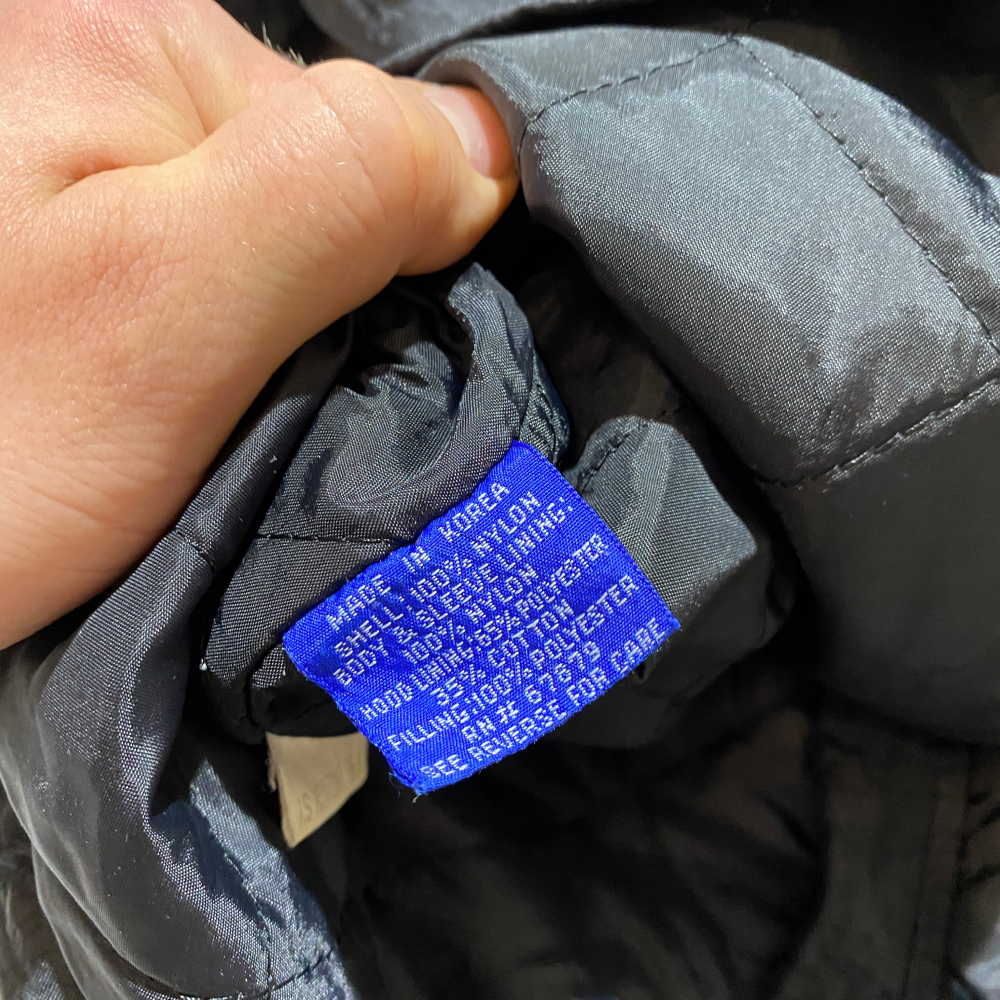 MADE IN KOREA
SHELL:100% NYLON
BODY & SLEEVE LINING:
100% NYLON
HOOD LINING:65% POLYESTER
35% COTTON
FILLING:100% POLYESTER
RN# 67679
SEE REVERSE FOR CARE